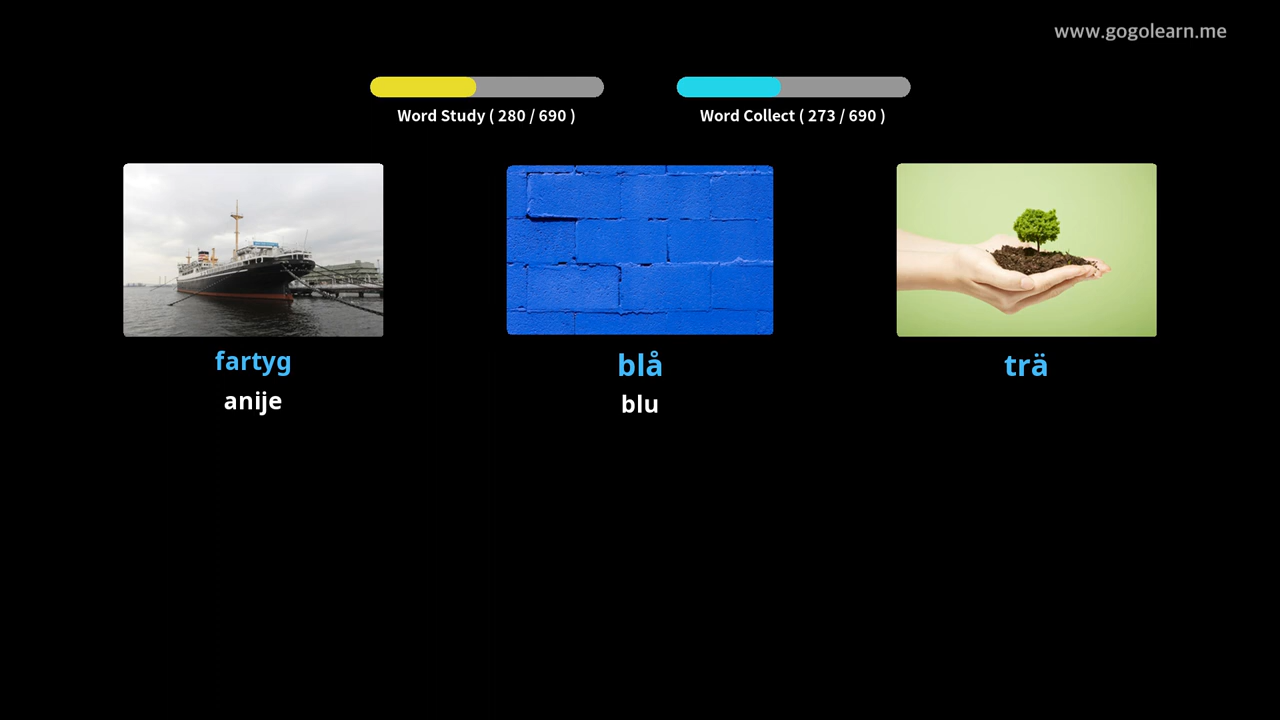 www.gogolearn.me
Word Study ( 280 / 690 )
Word Collect ( 273 / 690 )
fartyg
anije
blå
blu
trä